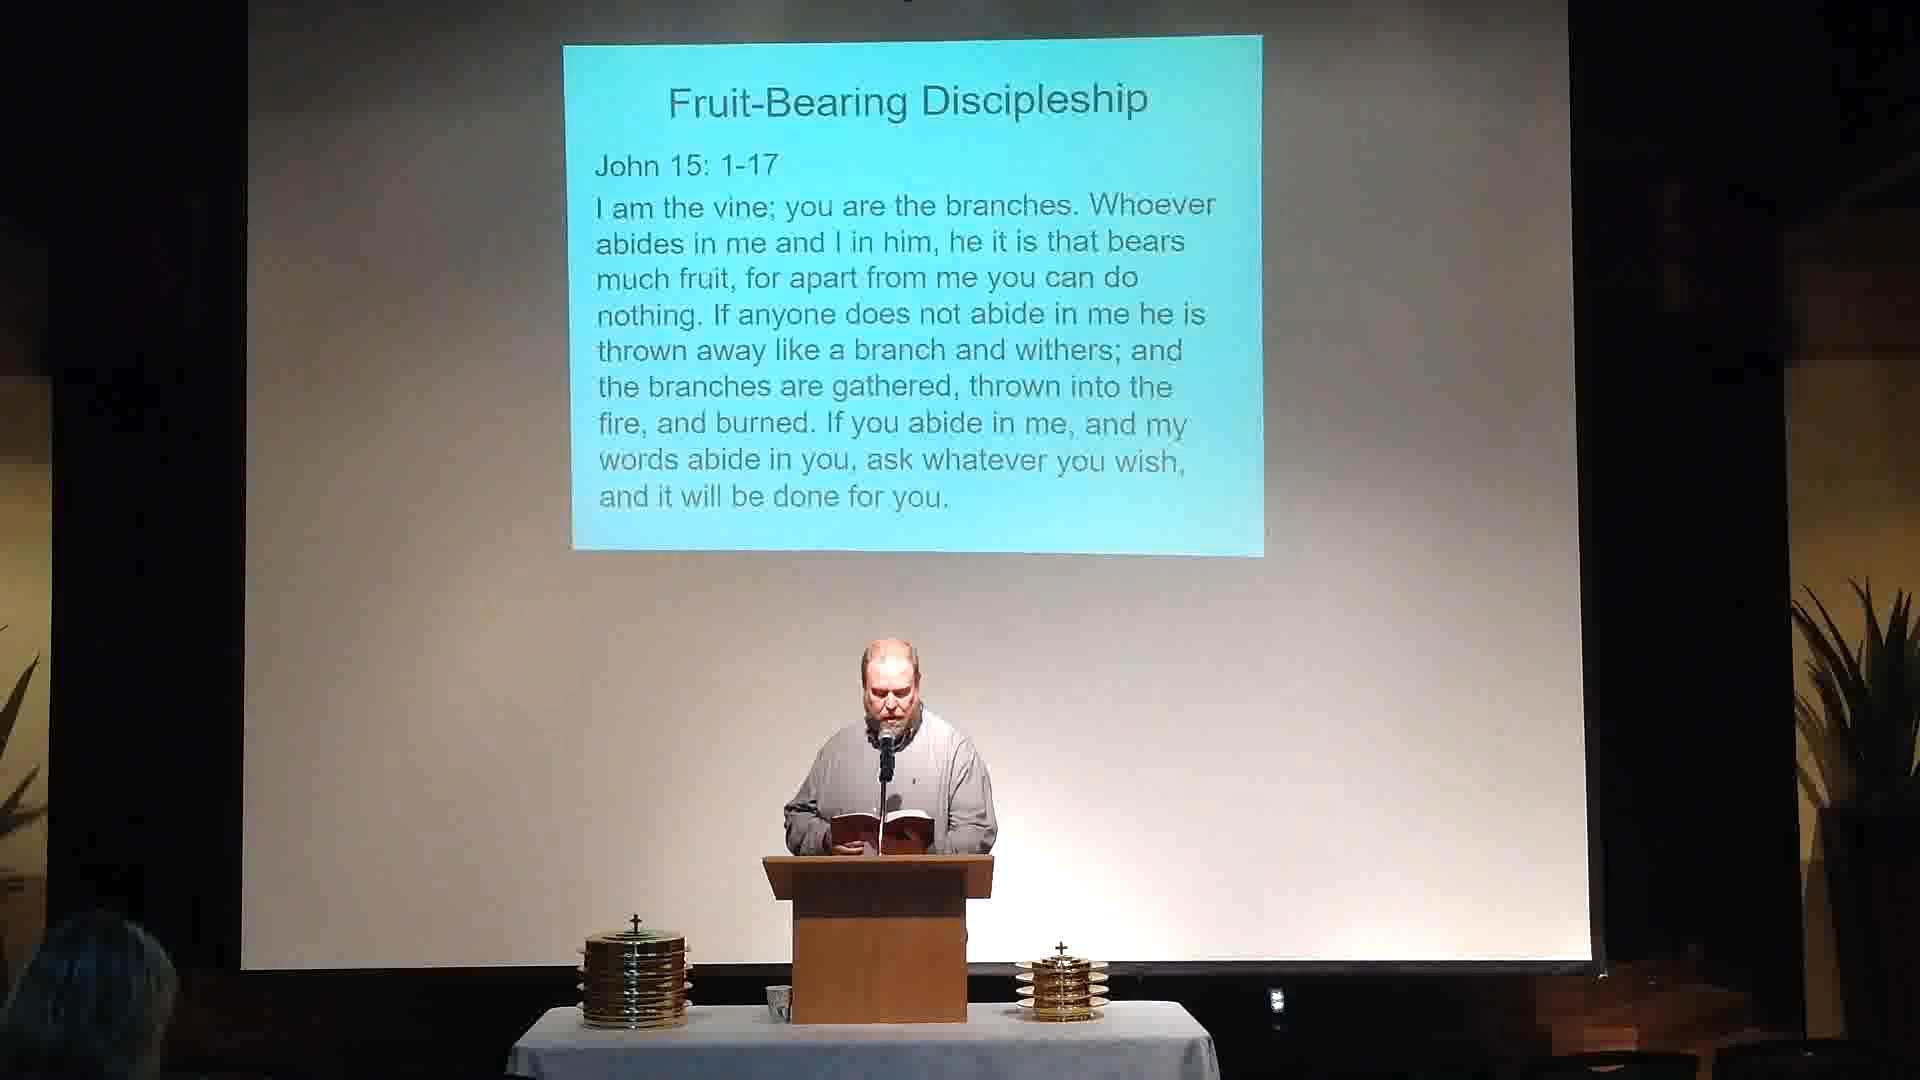 Fruit-Bearing Discipleship
John 15: 1-17
I am the vine; you are the branches. Whoever
abides in me and I in him, he it is that bears
much fruit, for apart from me you can do
nothing. If anyone does not abide in me he is
thrown away like a branch and withers; and
the branches are gathered, thrown into the
fire, and burned. If you abide in me, and my
words abide in you, ask whatever you wish,
and it will be done for you.